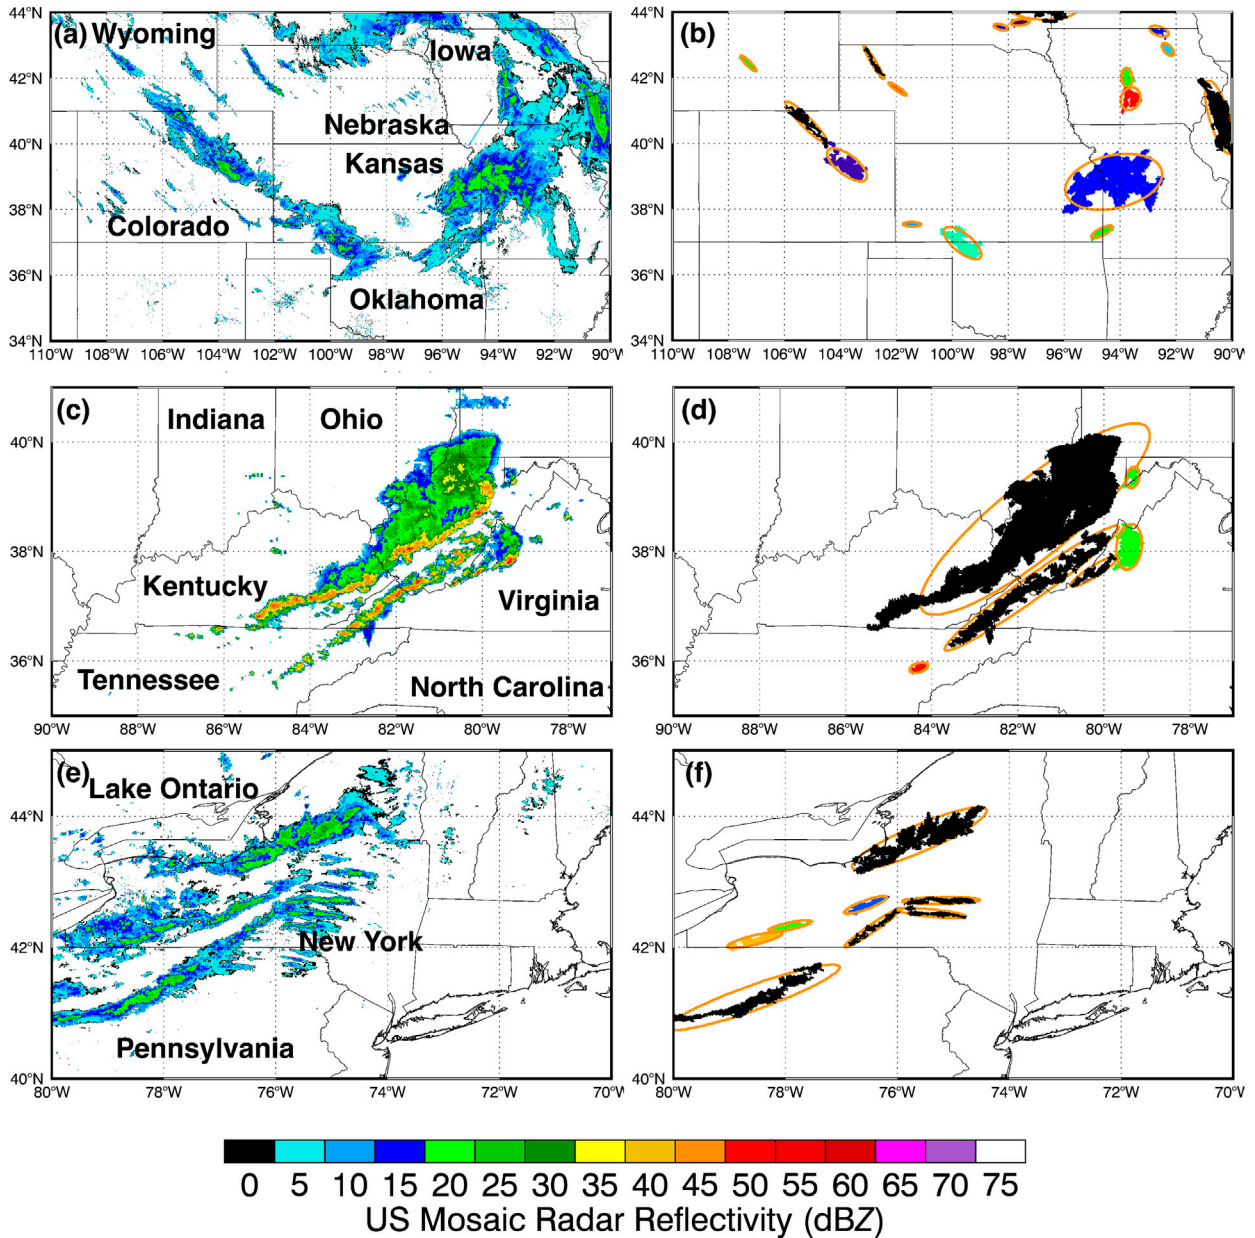 (a) Wyoming
Iowa
Nebraska
Kansas
Colorado
Oklahoma
44°N
42°N
40°N
38°N
36°N
34°N
110°W 108°W 106°W 104°W 102°W 100°W 98°W 96°W 94°W 92°W 90°W
(b)
44°N
42°N
40°N
38°N
36°N
34°N
110°W 108°W 106°W 104°W 102°W 100°W 98°W 96°W 94°W 92°W 90°W
(c)
Indiana Ohio
Kentucky
Virginia
Tennessee
North Carolina
40°N
38°N
36°N
90°W 88°W 86°W 84°W 82°W 80°W 78°W
(d)
40°N
38°N
36°N
90°W 88°W 86°W 84°W 82°W 80°W 78°W
(e)
Lake Ontario
New York
Pennsylvania
44°N
42°N
40°N
80°W 78°W 76°W 74°W 72°W 70°W
(f)
44°N
42°N
40°N
80°W 78°W 76°W 74°W 72°W 70°W
0 5 10 15 20 25 30 35 40 45 50 55 60 65 70 75
US Mosaic Radar Reflectivity (dBZ)